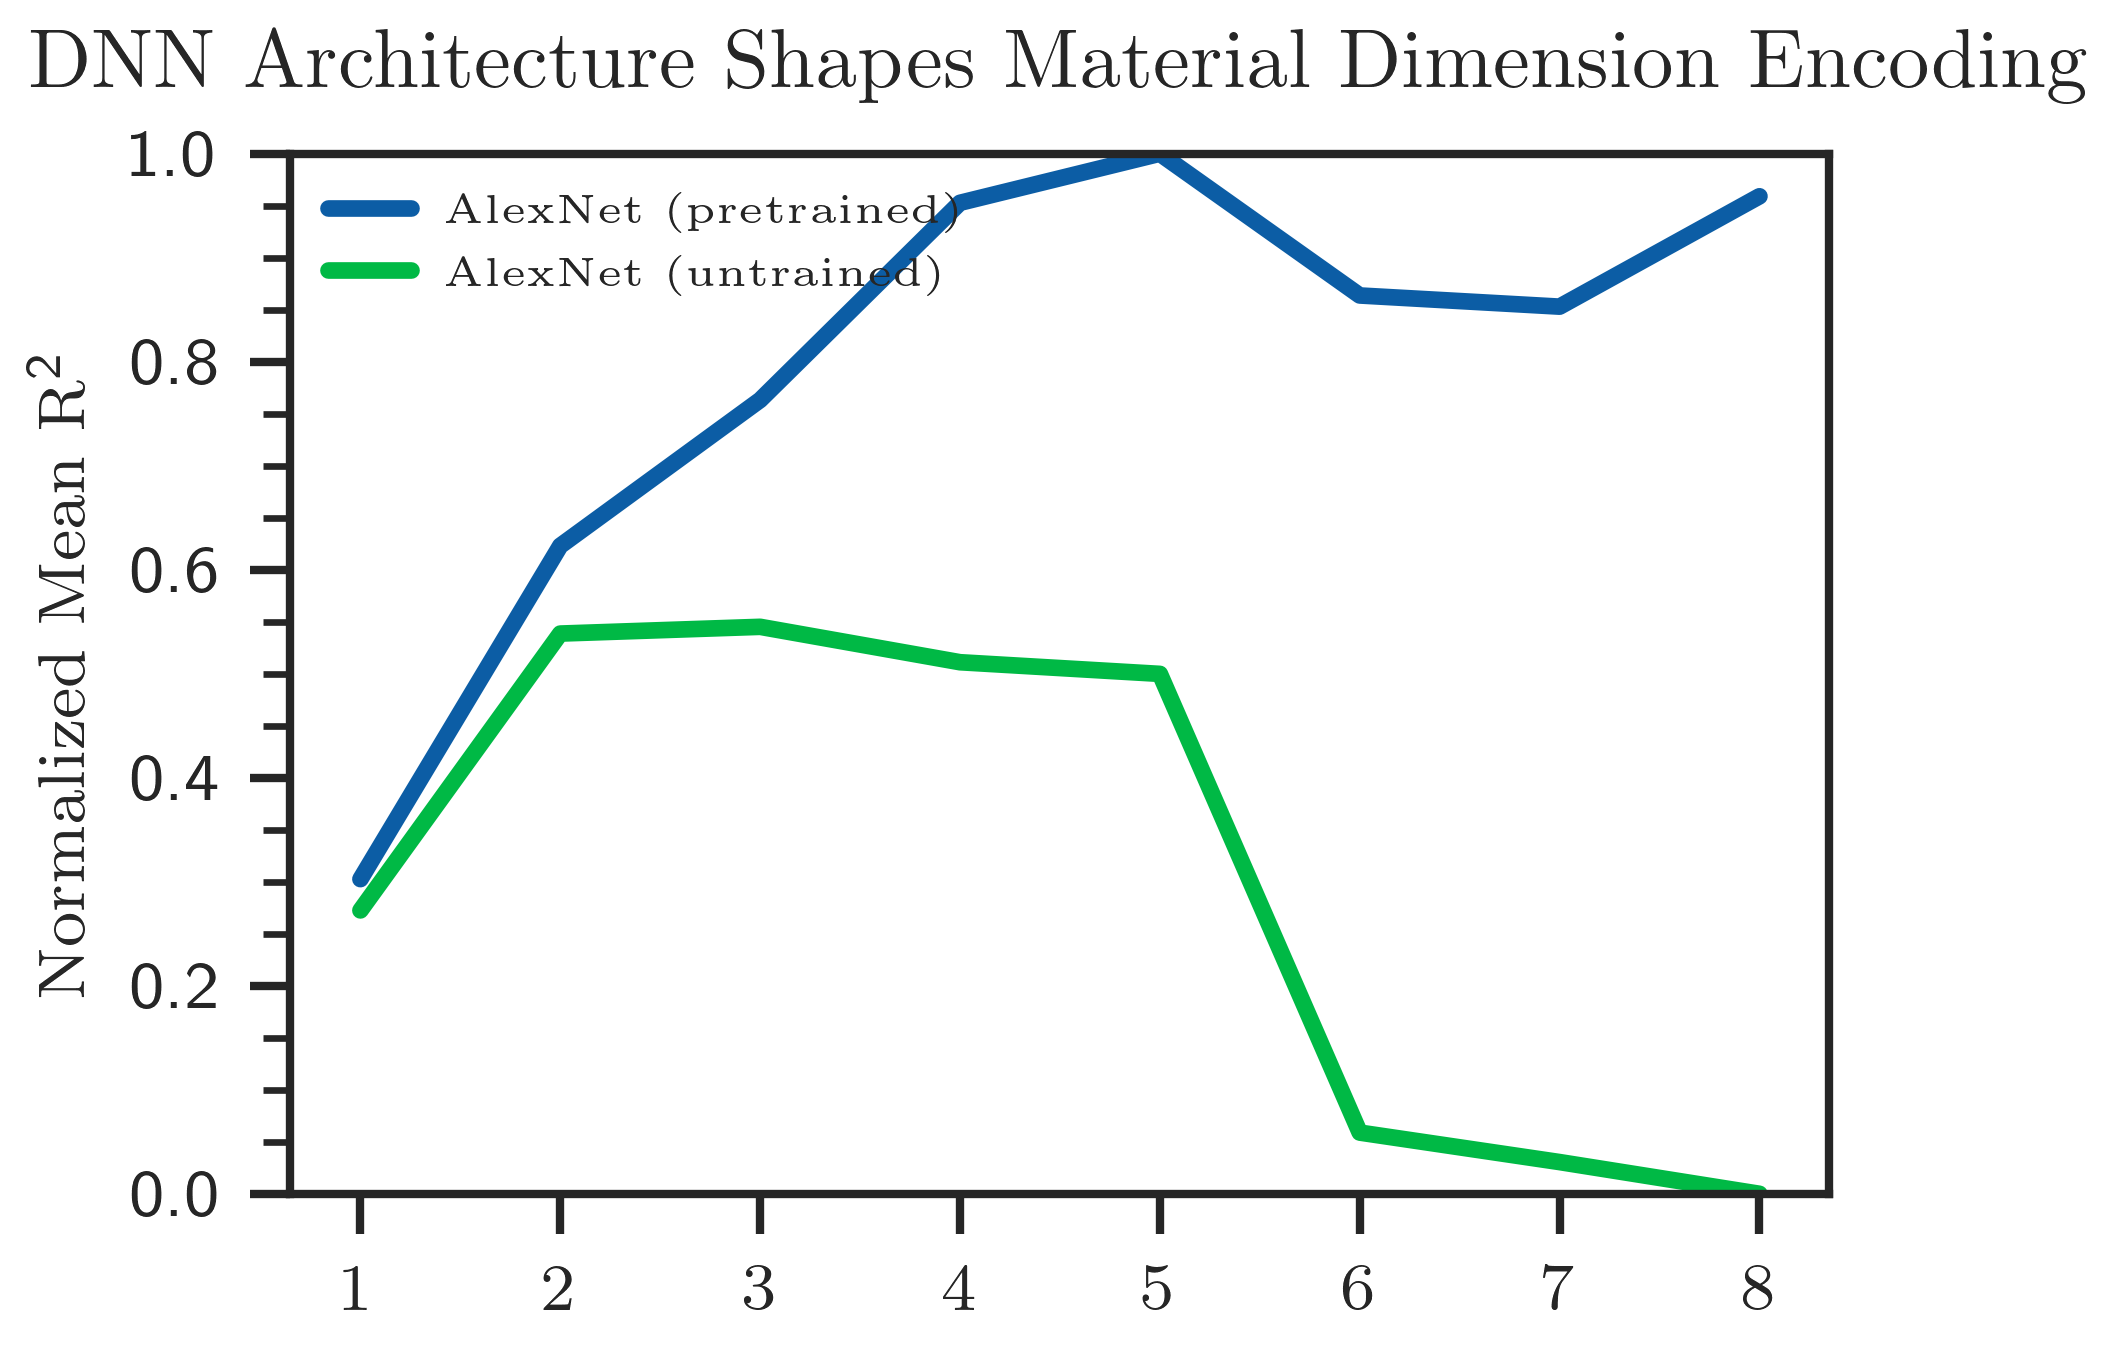 DNN Architecture Shapes Material Dimension Encoding
1.0
AlexNet (pretrained)
AlexNet (untrained)
0.8
0.6
0.4
0.2
0.0
Normalized Mean R²
1 2 3 4 5 6 7 8